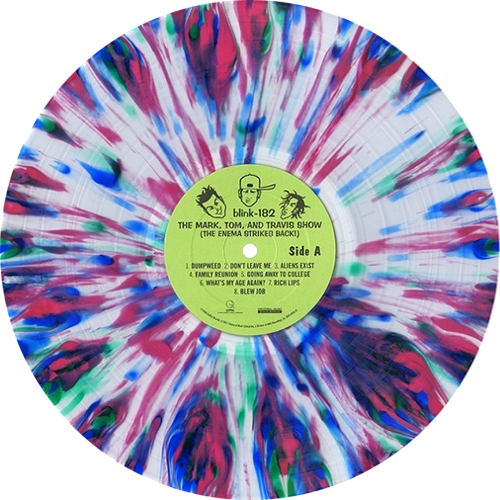 blink-182
THE MARK, TOM, AND TRAVIS SHOW
(THE ENEMA STRIKES BACK!)
Side A
1. DUMPWEED 2. DON'T LEAVE ME 3. ALIENS EXIST
4. FAMILY REUNION 5. GOING AWAY TO COLLEGE
6. WHAT'S MY AGE AGAIN? 7. RICH LIPS
8. BLEW JOB